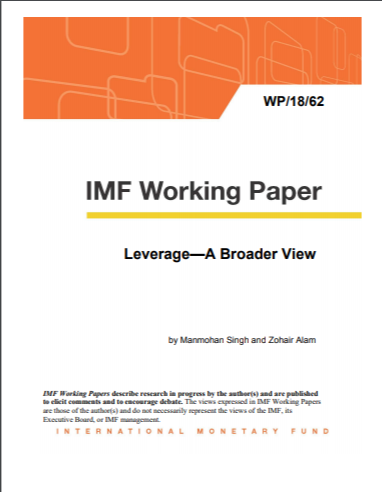 WP/18/62
IMF Working Paper
Leverage—A Broader View
by Manmohan Singh and Zohair Alam
IMF Working Papers describe research in progress by the author(s) and are published
to elicit comments and to encourage debate. The views expressed in IMF Working Papers
are those of the author(s) and do not necessarily represent the views of the IMF, its
Executive Board, or IMF management.
INTERNATIONAL MONETARY FUND